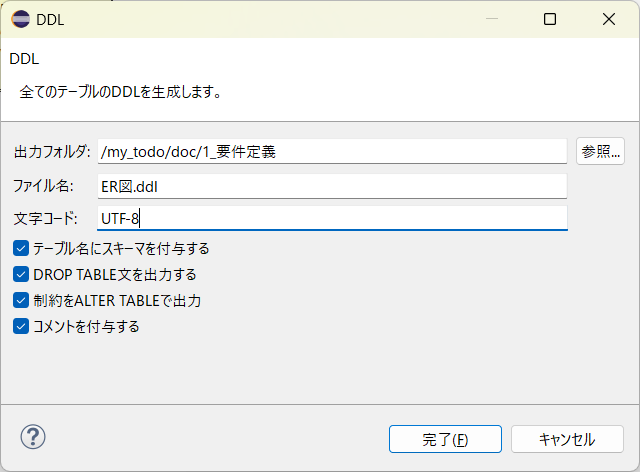 DDL
DDL
全てのテーブルのDDLを生成します。
出力フォルダ: /my_todo/doc/1_要件定義 参照...
ファイル名: ER図.ddl
文字コード: UTF-8
テーブル名にスキーマを付与する
DROP TABLE文を出力する
制約をALTER TABLEで出力
コメントを付与する
? 完了(F) キャンセル